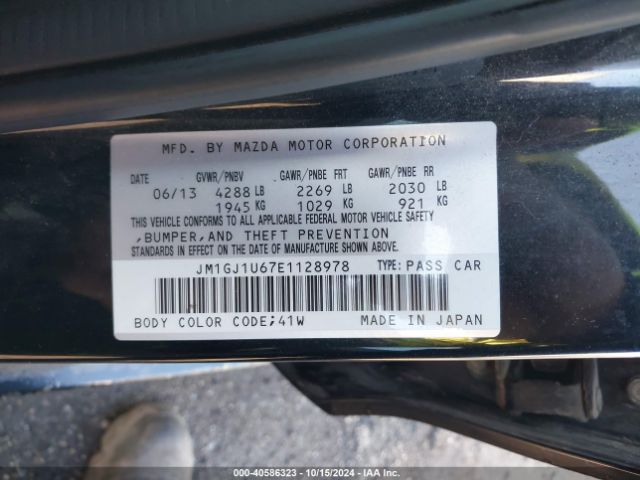 MFD. BY MAZDA MOTOR CORPORATION
DATE GVWR/PNBV GAWR/PNBE FRT GAWR/PNBE RR
06/13 4288 LB 2269 LB 2030 LB
1945 KG 1029 KG 921 KG
THIS VEHICLE CONFORMS TO ALL APPLICABLE FEDERAL MOTOR VEHICLE SAFETY
,BUMPER,AND THEFT PREVENTION
STANDARDS IN EFFECT ON THE DATE OF MANUFACTURE SHOWN ABOVE.
JM1GJ1U67E1128978 TYPE: PASS CAR
BODY COLOR CODE;41W MADE IN JAPAN
000-40586323 - 10/15/2024 - IAA Inc.